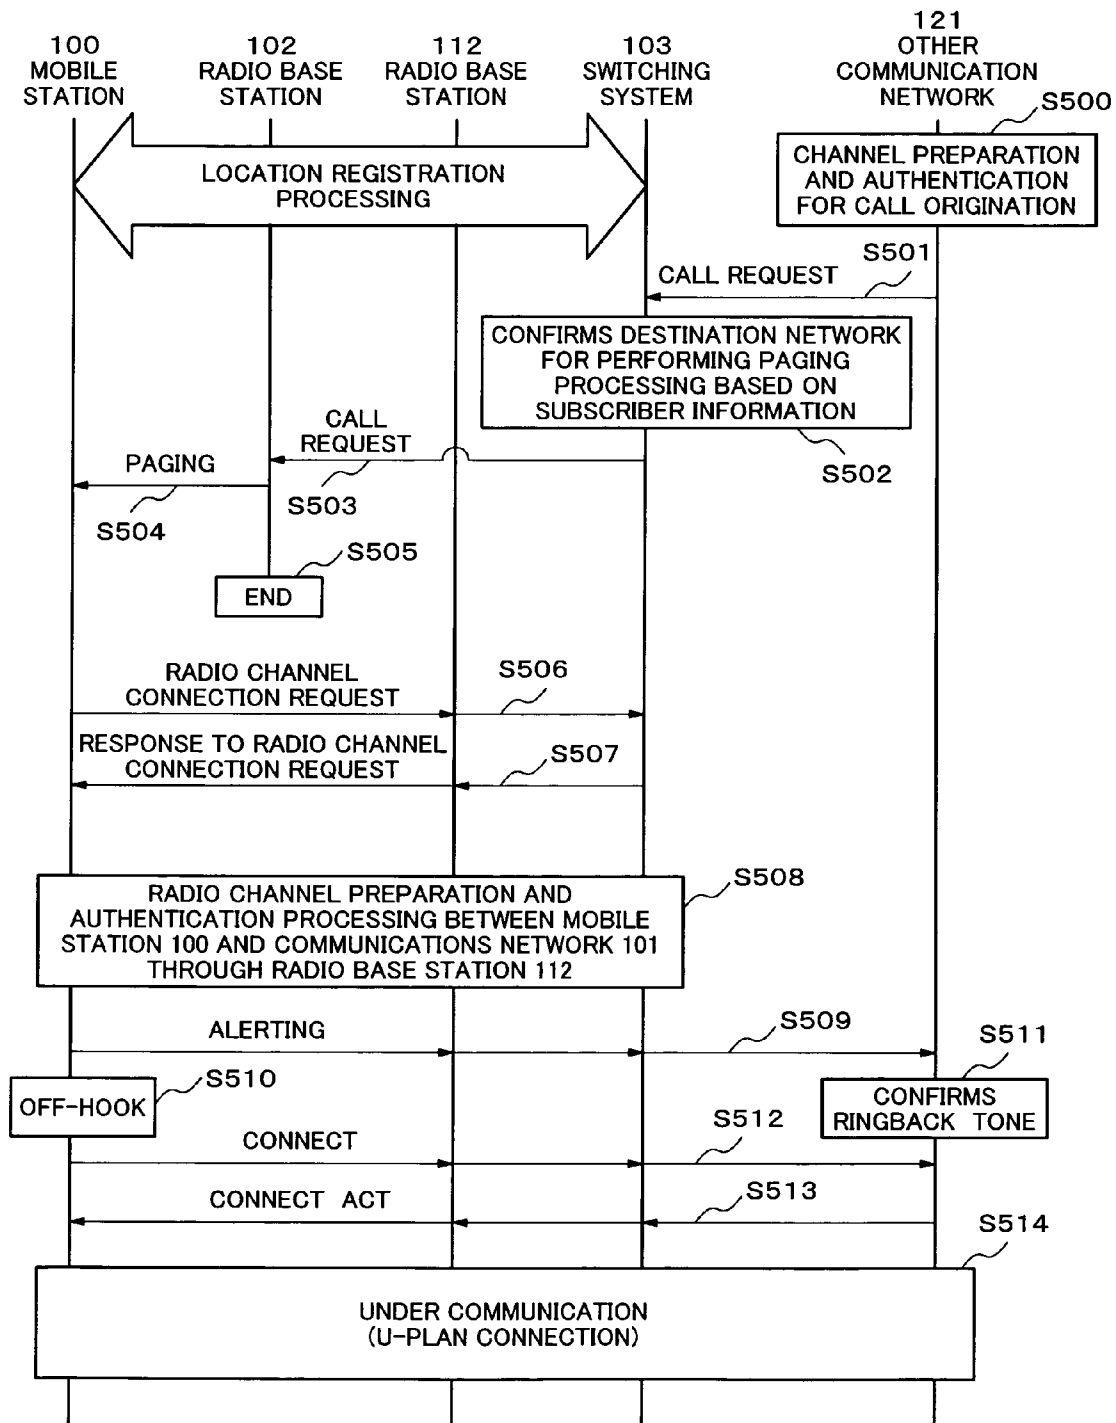 100
MOBILE
STATION
102
RADIO BASE
STATION
112
RADIO BASE
STATION
103
SWITCHING
SYSTEM
121
OTHER
COMMUNICATION
NETWORK
S500
CHANNEL PREPARATION
AND AUTHENTICATION
FOR CALL ORIGINATION
LOCATION REGISTRATION
PROCESSING
S501
CALL REQUEST
CONFIRMS DESTINATION NETWORK
FOR PERFORMING PAGING
PROCESSING BASED ON
SUBSCRIBER INFORMATION
S502
CALL
REQUEST
S503
PAGING
S504
S505
END
RADIO CHANNEL
CONNECTION REQUEST
S506
RESPONSE TO RADIO CHANNEL
CONNECTION REQUEST
S507
S508
RADIO CHANNEL PREPARATION AND
AUTHENTICATION PROCESSING BETWEEN MOBILE
STATION 100 AND COMMUNICATIONS NETWORK 101
THROUGH RADIO BASE STATION 112
ALERTING
S509
S510
OFF-HOOK
S511
CONFIRMS
RINGBACK TONE
CONNECT
S512
CONNECT ACT
S513
S514
UNDER COMMUNICATION
(U-PLAN CONNECTION)